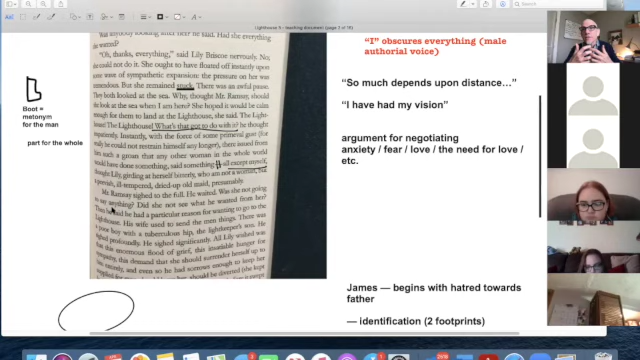 Lighthouse 5 - teaching document (page 3 of 18)
"I" obscures everything (male
authorial voice)
"So much depends upon distance…"
"I have had my vision"
argument for negotiating
anxiety / fear / love / the need for love /
etc.
James — begins with hatred towards
father
— identification (2 footprints)
Boot =
matonym
for the man
part for the whole
Was anybody looking after he said. Had she everything
she wanted?
"Oh, thanks, everything," said Lily Briscoe nervously. No,
she could not do it. She ought to have floated off instantly upon
some wave of sympathetic expansion: the pressure on her was
tremendous. But she remained stuck. There was an awful pause.
They both looked at the sea. Why, thought Mr. Ramsay, should
she look at the sea when I am here? She hoped it would be calm
enough for them to land at the Lighthouse, she said. The Light-
house! The Lighthouse! What's that got to do with it? he thought
impatiently. Instantly, with the force of some primeval gust (for
really he could not restrain himself any longer), there issued from
him such a groan that any other woman in the whole world
would have done something, said something — all except myself,
thought Lily, girding at herself bitterly, who am not a woman, but
a peevish, ill-tempered, dried-up old maid, presumably.
Mr. Ramsay sighed to the full. He waited. Was she not going
to say anything? Did she not see what he wanted from her?
Then he said he had a particular reason for wanting to go to the
Lighthouse. His wife used to send the men things. There was
a poor boy with a tuberculous hip, the lightkeeper's son. He
sighed profoundly. He sighed significantly. All Lily wished was
that this enormous flood of grief, this insatiable hunger for
sympathy, this demand that she should surrender herself up to
him entirely, and even so he had sorrows enough to keep her
supplied for ever, should leave her, should be diverted (she kept